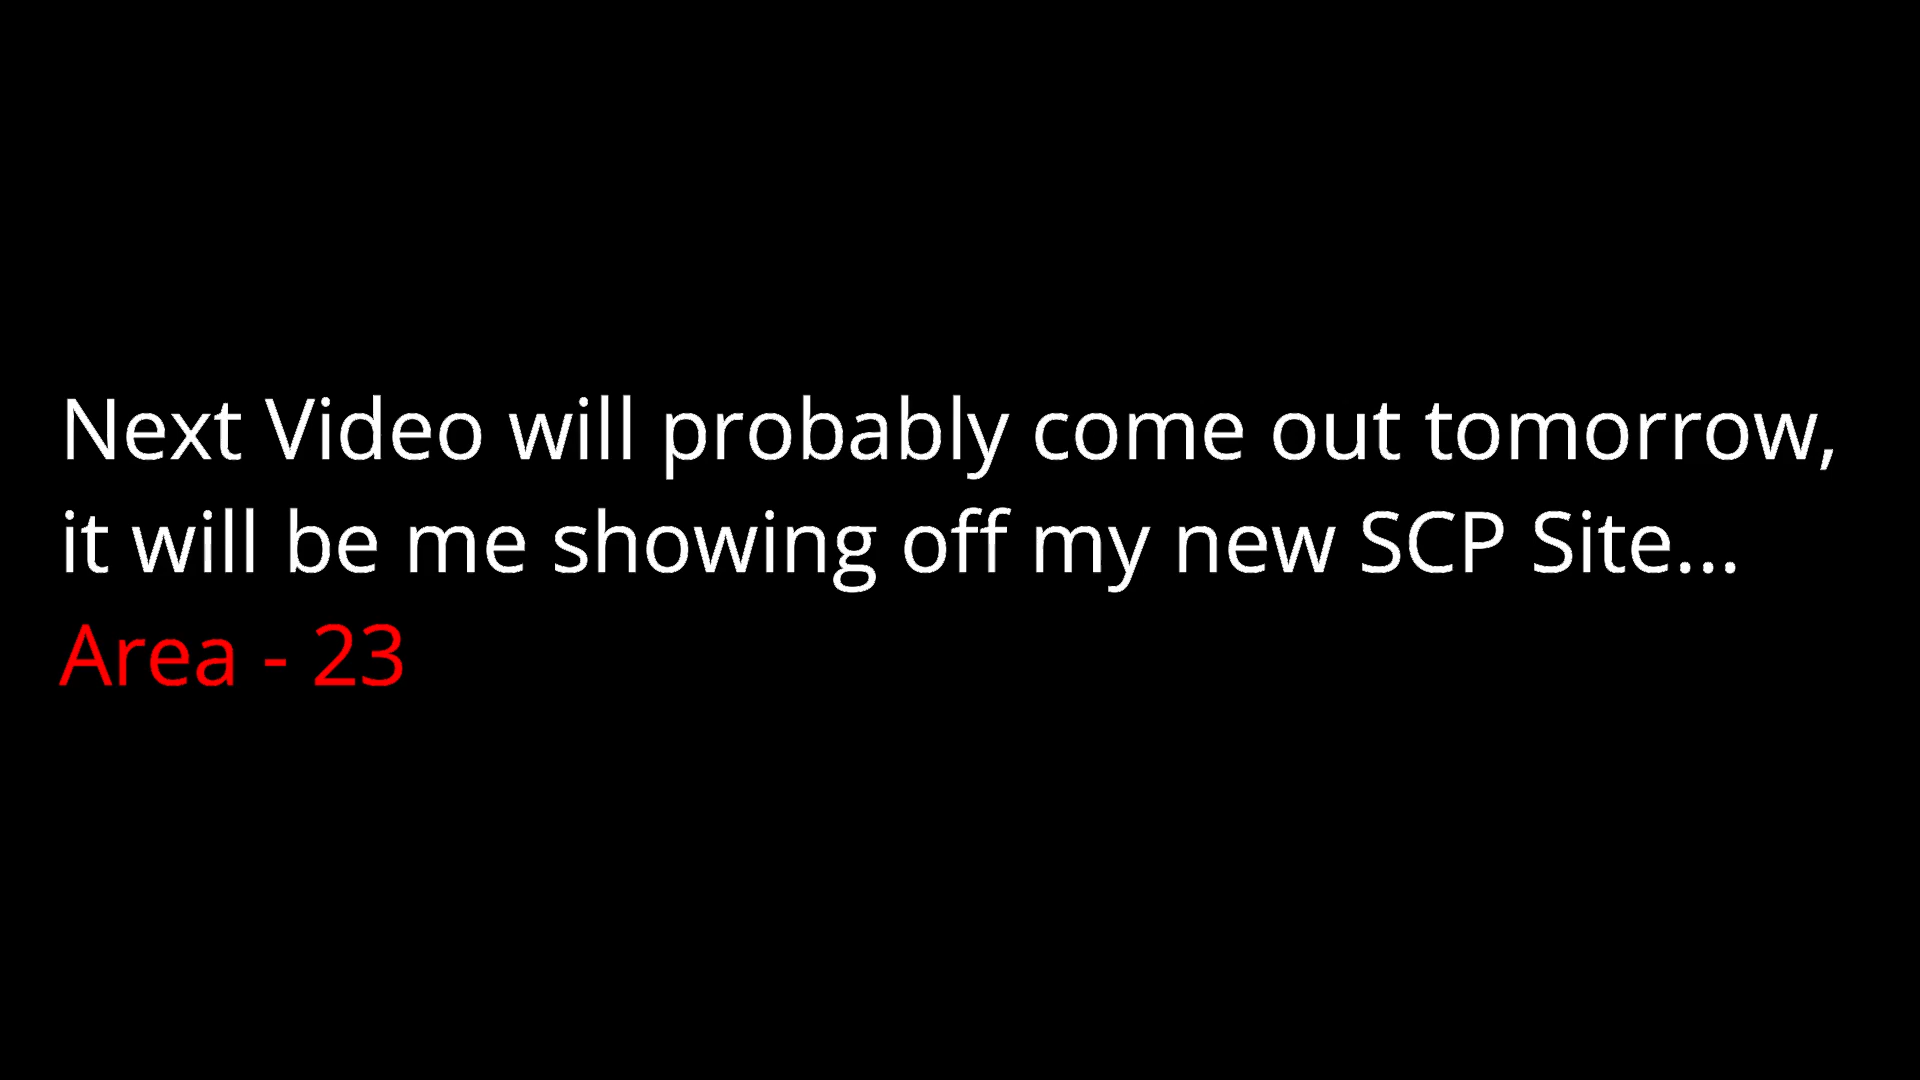 Next Video will probably come out tomorrow,
it will be me showing off my new SCP Site...
Area - 23